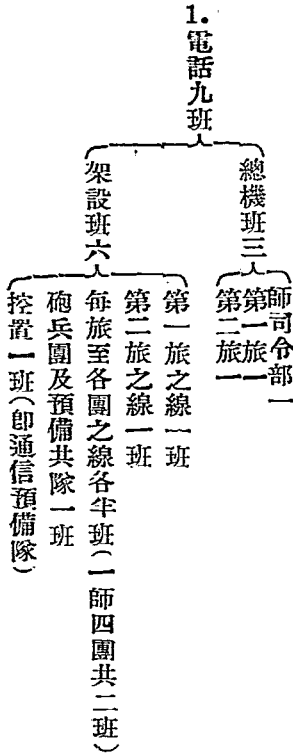 1.電話九班
總機班三
師司令部一
第一旅一
第二旅一
架設班六
第一旅之線一班
第二旅之線一班
每旅至各團之線各半班(一師四團共二班)
砲兵團及預備共隊一班
控置一班(卽通信預備隊)